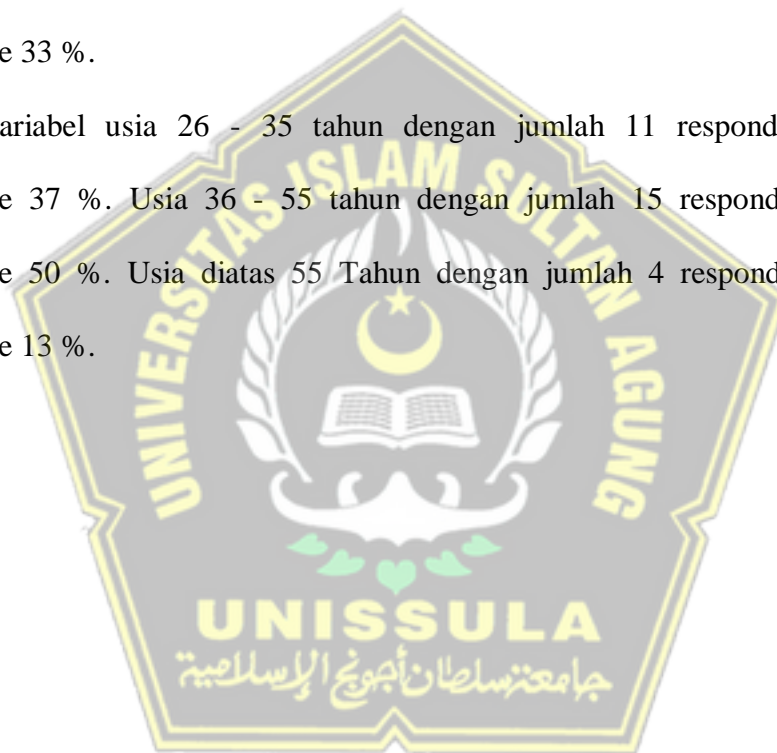 e 33 %.
ariabel usia 26 - 35 tahun dengan jumlah 11 respond
e 37 %. Usia 36 - 55 tahun dengan jumlah 15 respond
e 50 %. Usia diatas 55 Tahun dengan jumlah 4 respond
e 13 %.
UNIVERSITAS ISLAM SULTAN AGUNG
UNISSULA
جامعة سلطان أجونج الإسلامية